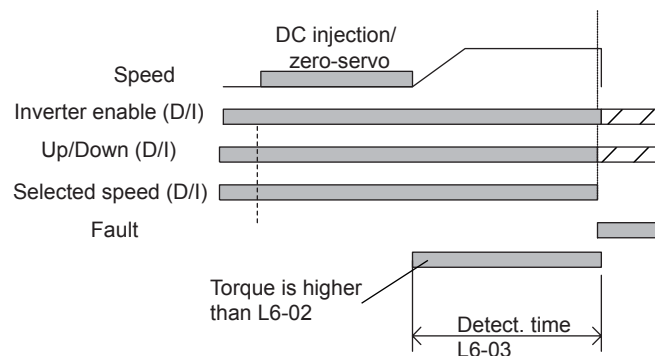 DC injection/
zero-servo
Speed
Inverter enable (D/I)
Up/Down (D/I)
Selected speed (D/I)
Fault
Torque is higher
than L6-02
Detect. time
L6-03